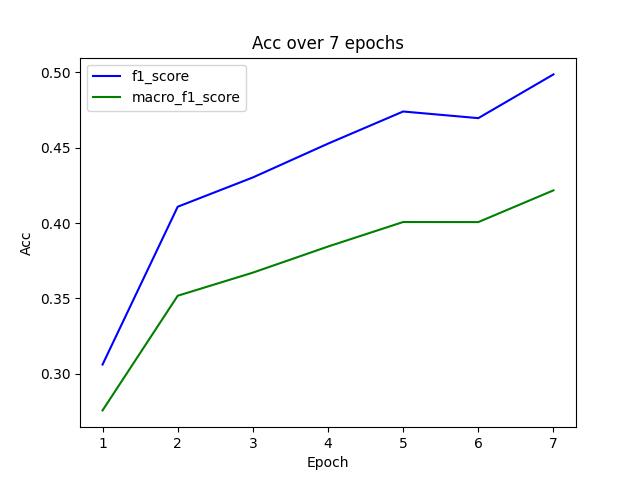 Acc over 7 epochs
f1_score
macro_f1_score
0.50
0.45
0.40
0.35
0.30
Acc
1 2 3 4 5 6 7
Epoch